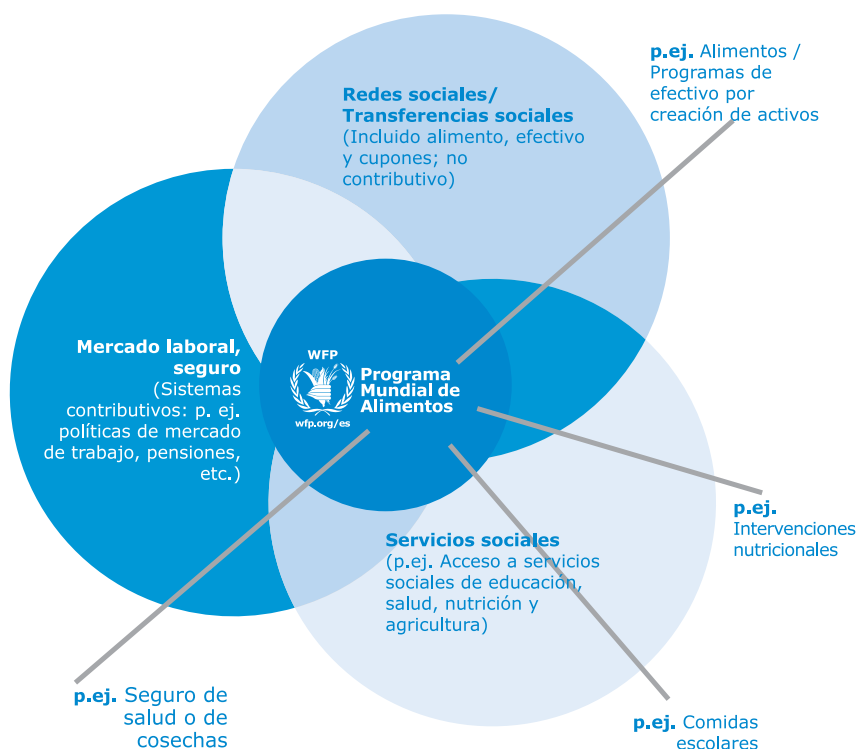 p.ej. Alimentos /
Programas de
efectivo por
creación de activos
Redes sociales/
Transferencias sociales
(Incluido alimento, efectivo
y cupones; no
contributivo)
Mercado laboral,
seguro
(Sistemas
contributivos: p. ej.
políticas de mercado
de trabajo, pensiones,
etc.)
WFP
wfp.org/es
Programa
Mundial de
Alimentos
p.ej.
Intervenciones
nutricionales
Servicios sociales
(p.ej. Acceso a servicios
sociales de educación,
salud, nutrición y
agricultura)
p.ej. Seguro de
salud o de
cosechas
p.ej. Comidas
escolares